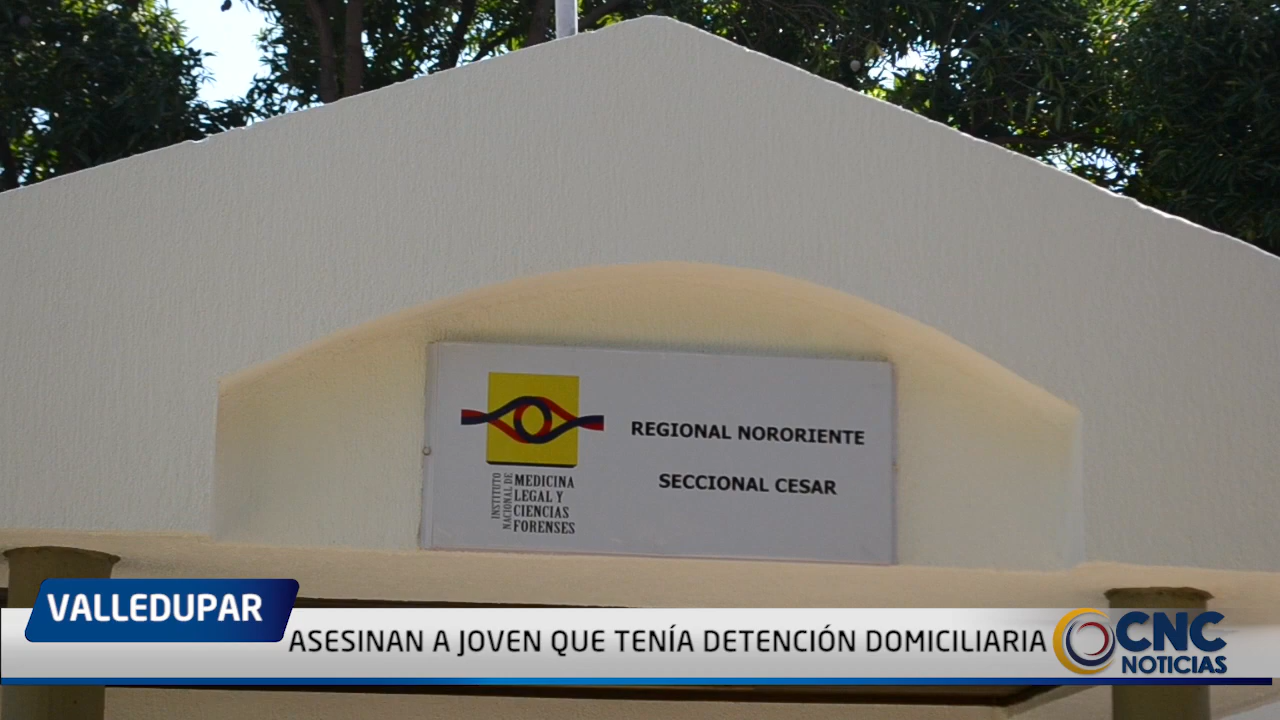 REGIONAL NORORIENTE
SECCIONAL CESAR
INSTITUTO
NACIONAL DE
MEDICINA
LEGAL Y
CIENCIAS
FORENSES
VALLEDUPAR
ASESINAN A JOVEN QUE TENÍA DETENCIÓN DOMICILIARIA
CNC
NOTICIAS